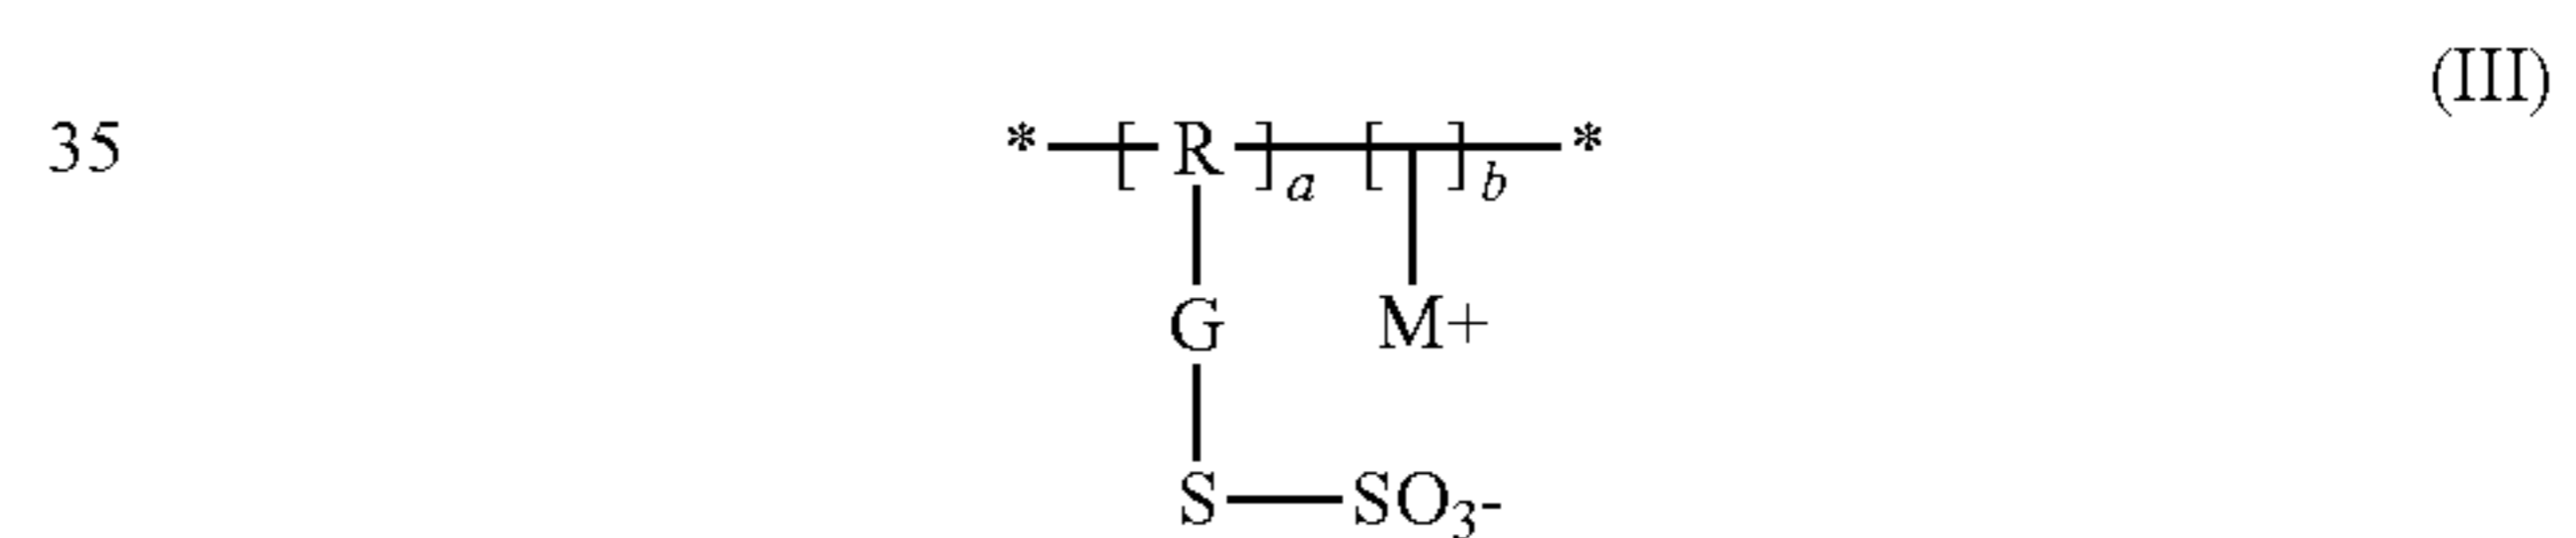 (III)
35 *—[R]a—[ ]b—*
G M+
S—SO3-